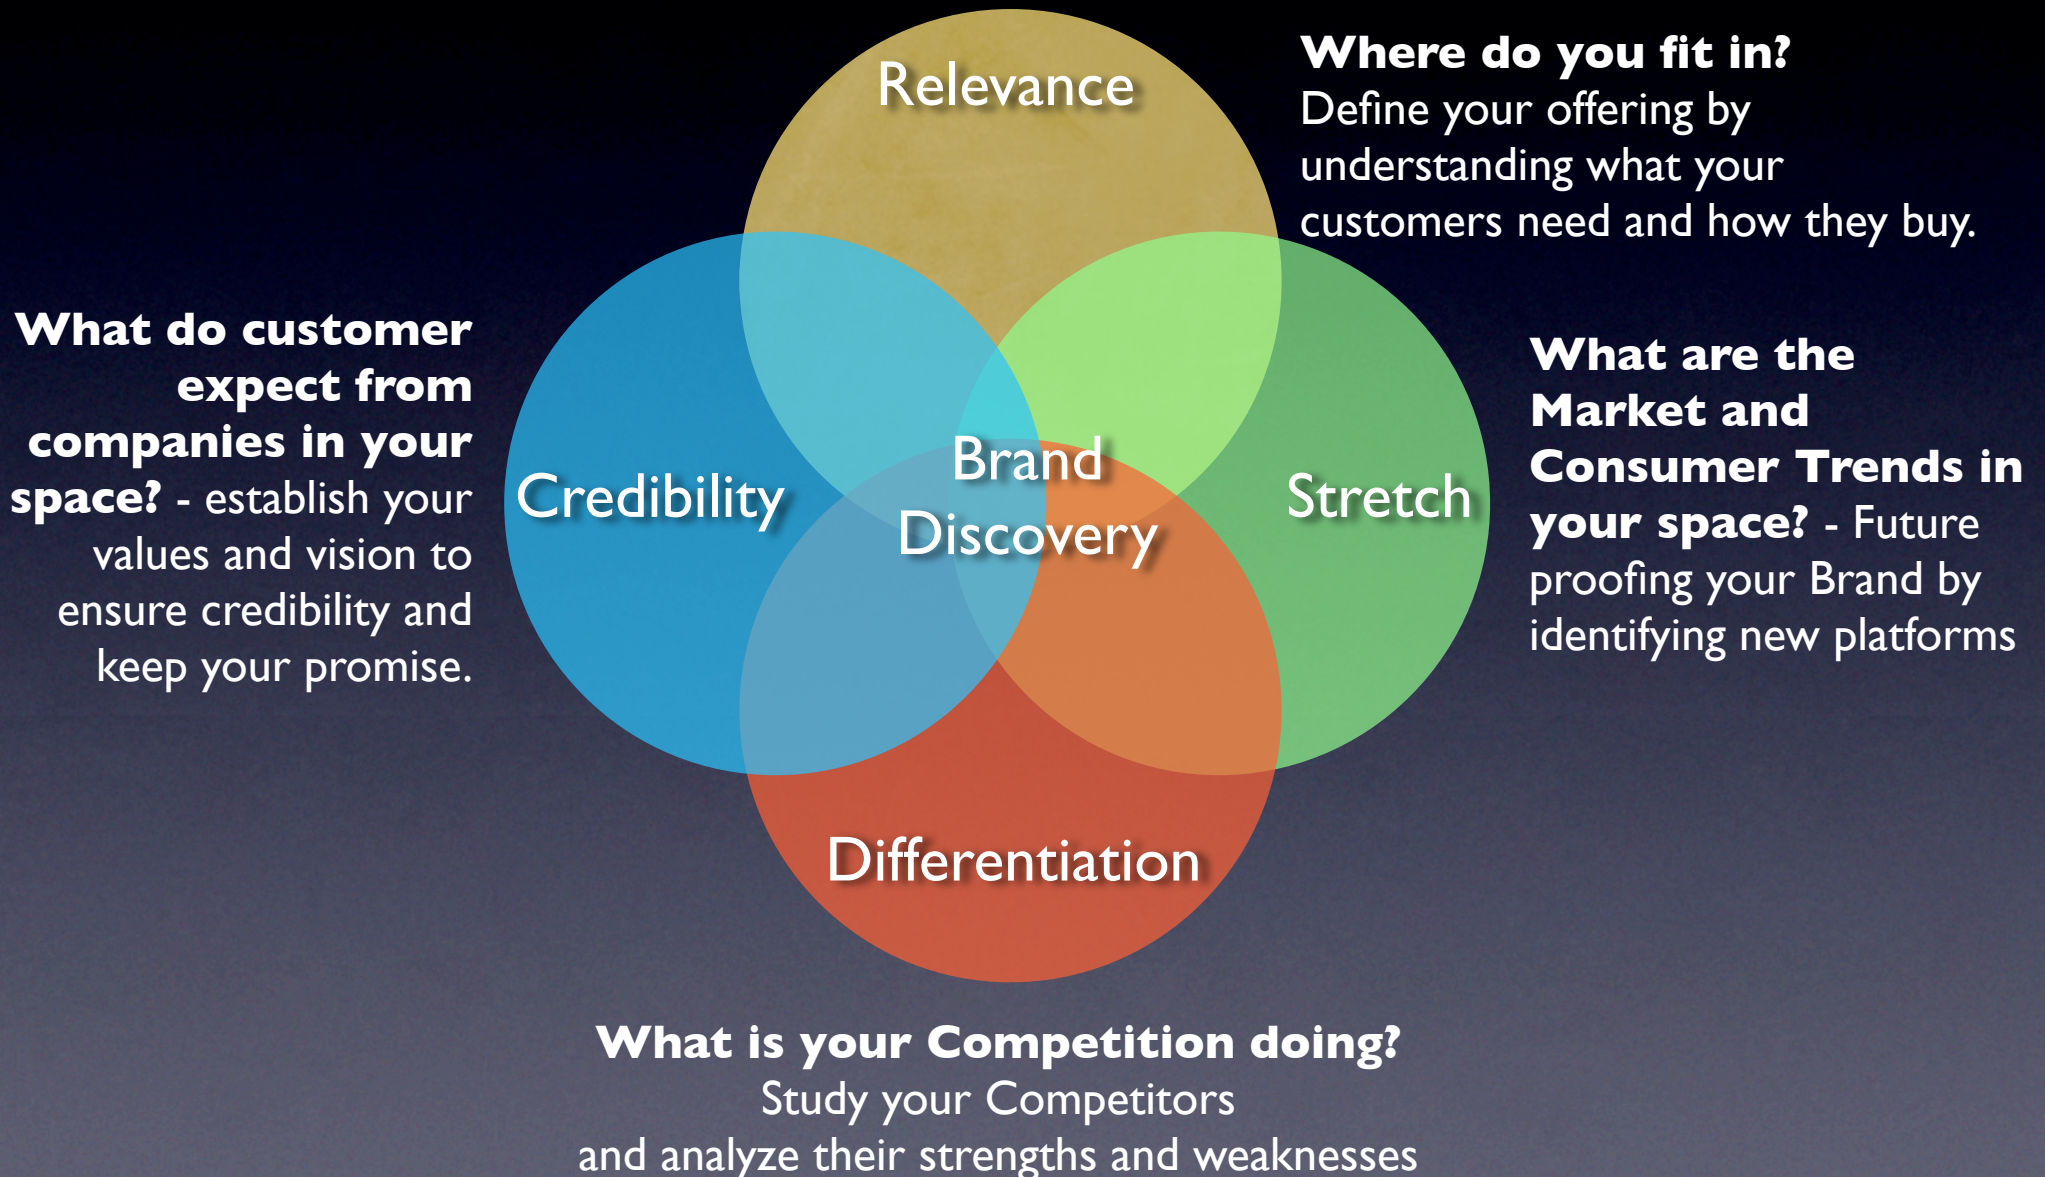 Relevance
Where do you fit in?
Define your offering by
understanding what your
customers need and how they buy.
What do customer
expect from
companies in your
space? - establish your
values and vision to
ensure credibility and
keep your promise.
Credibility
Brand
Discovery
Stretch
What are the
Market and
Consumer Trends in
your space? - Future
proofing your Brand by
identifying new platforms
Differentiation
What is your Competition doing?
Study your Competitors
and analyze their strengths and weaknesses